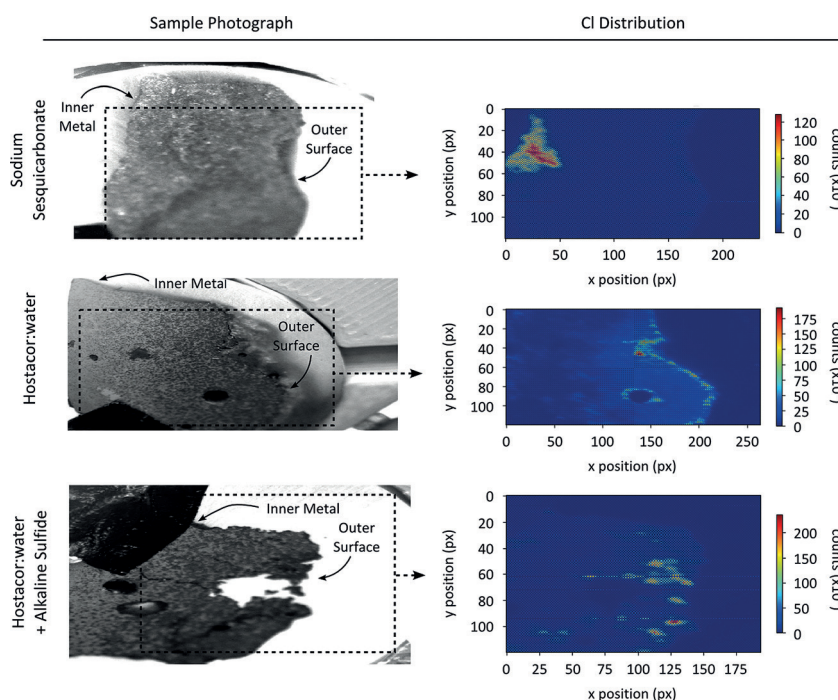 Sample Photograph
Cl Distribution
Sodium
Sesquicarbonate
Inner
Metal
Outer
Surface
0
20
40
60
80
100
y position (px)
0
50
100
150
200
x position (px)
120
100
80
60
40
20
0
Hostacor:water
Inner Metal
Outer
Surface
0
20
40
60
80
100
y position (px)
0
50
100
150
200
250
x position (px)
175
150
125
100
75
50
25
0
Hostacor:water
+ Alkaline Sulfide
Inner Metal
Outer
Surface
0
20
40
60
80
100
120
y position (px)
0
25
50
75
100
125
150
175
x position (px)
200
150
100
50
0